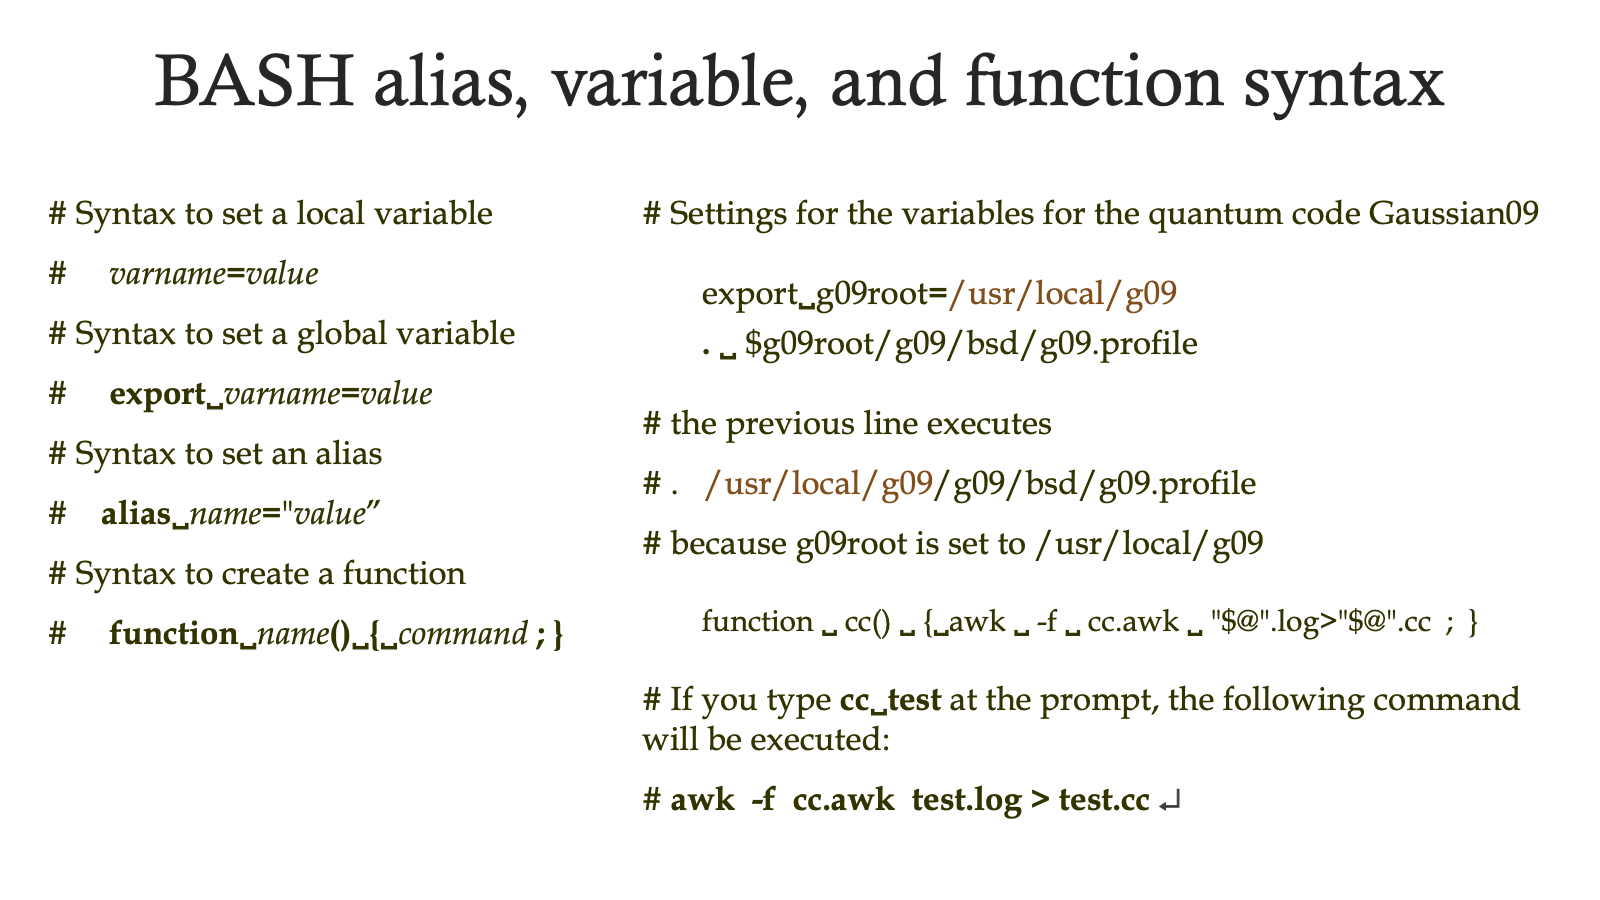 BASH alias, variable, and function syntax
# Syntax to set a local variable
# varname=value
# Syntax to set a global variable
# export␣varname=value
# Syntax to set an alias
# alias␣name="value”
# Syntax to create a function
# function␣name()␣{␣command ; }
# Settings for the variables for the quantum code Gaussian09
export␣g09root=/usr/local/g09
. ␣ $g09root/g09/bsd/g09.profile
# the previous line executes
# . /usr/local/g09/g09/bsd/g09.profile
# because g09root is set to /usr/local/g09
function ␣ cc() ␣ {␣awk ␣ -f ␣ cc.awk ␣ "$@".log>"$@".cc ; }
# If you type cc␣test at the prompt, the following command
will be executed:
# awk -f cc.awk test.log > test.cc ↵